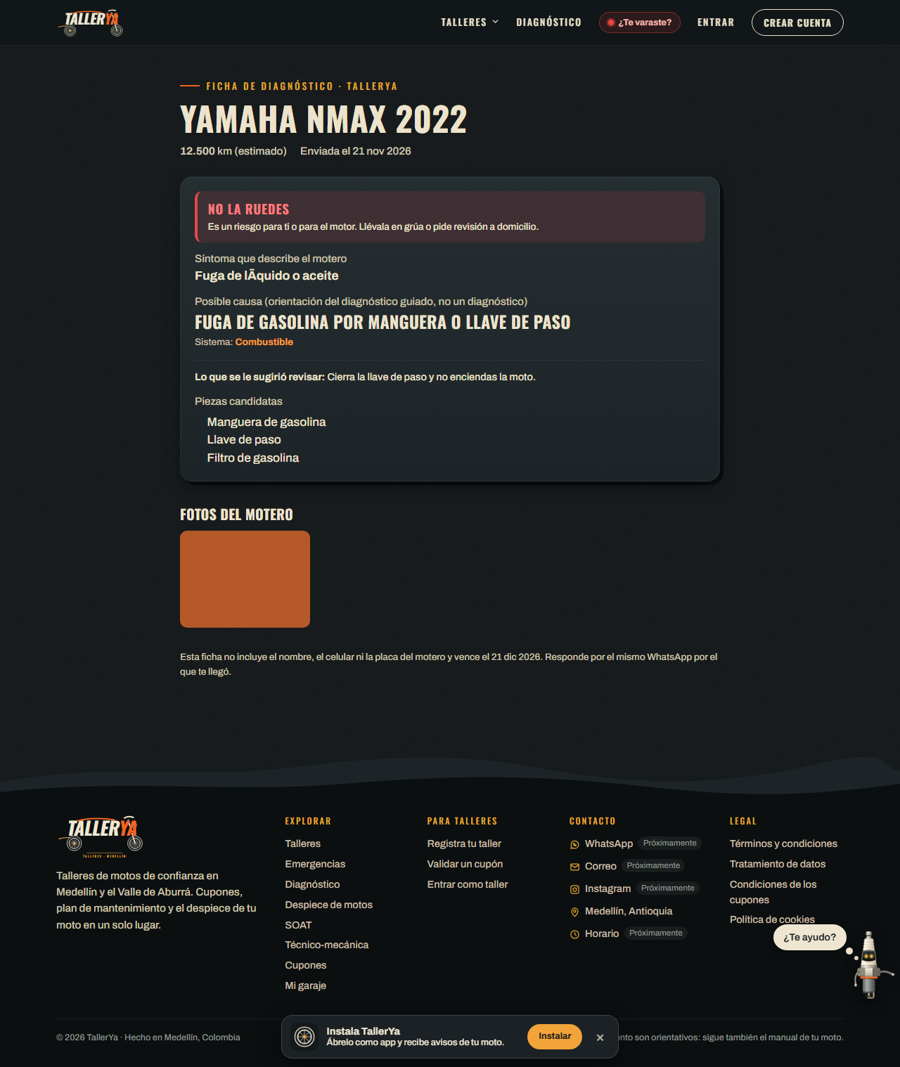 TALLERYA
TALLERES
DIAGNÓSTICO
¿Te varaste?
ENTRAR
CREAR CUENTA
FICHA DE DIAGNÓSTICO · TALLERYA
YAMAHA NMAX 2022
12.500 km (estimado) Enviada el 21 nov 2026
NO LA RUEDES
Es un riesgo para ti o para el motor. Llévala en grúa o pide revisión a domicilio.
Síntoma que describe el motero
Fuga de lÃquido o aceite
Posible causa (orientación del diagnóstico guiado, no un diagnóstico)
FUGA DE GASOLINA POR MANGUERA O LLAVE DE PASO
Sistema: Combustible
Lo que se le sugirió revisar: Cierra la llave de paso y no enciendas la moto.
Piezas candidatas
Manguera de gasolina
Llave de paso
Filtro de gasolina
FOTOS DEL MOTERO
Esta ficha no incluye el nombre, el celular ni la placa del motero y vence el 21 dic 2026. Responde por el mismo WhatsApp por el
que te llegó.
TALLERYA
TALLERES · MEDELLÍN
Talleres de motos de confianza en
Medellín y el Valle de Aburrá. Cupones,
plan de mantenimiento y el despiece de tu
moto en un solo lugar.
EXPLORAR
Talleres
Emergencias
Diagnóstico
Despiece de motos
SOAT
Técnico-mecánica
Cupones
Mi garaje
PARA TALLERES
Registra tu taller
Validar un cupón
Entrar como taller
CONTACTO
WhatsApp Próximamente
Correo Próximamente
Instagram Próximamente
Medellín, Antioquia
Horario Próximamente
LEGAL
Términos y condiciones
Tratamiento de datos
Condiciones de los
cupones
Política de cookies
¿Te ayudo?
© 2026 TallerYa · Hecho en Medellín, Colombia
Instala TallerYa
Ábrelo como app y recibe avisos de tu moto.
Instalar
son orientativos: sigue también el manual de tu moto.